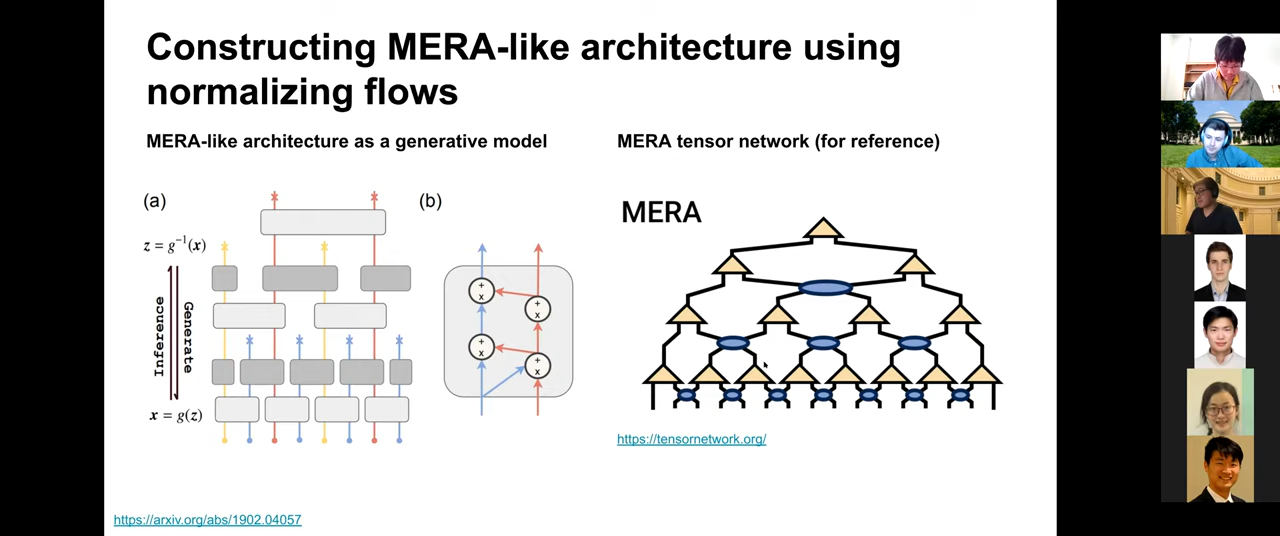 Constructing MERA-like architecture using
normalizing flows
MERA-like architecture as a generative model
MERA tensor network (for reference)
(a)
(b)
z = g⁻¹(x)
Inference
Generate
x = g(z)
+
x
+
x
+
x
+
x
MERA
https://tensornetwork.org/
https://arxiv.org/abs/1902.04057